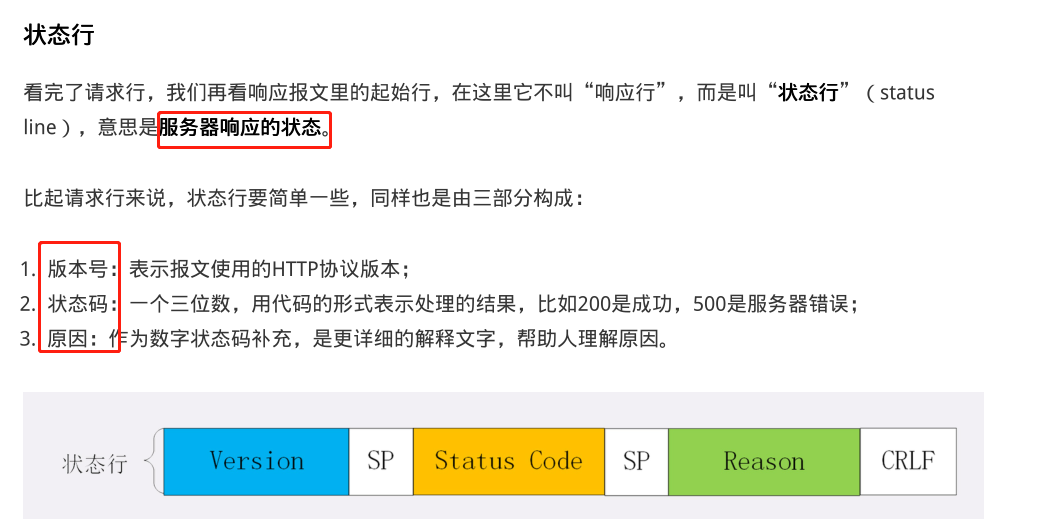 状态行
看完了请求行，我们再看响应报文里的起始行，在这里它不叫“响应行”，而是叫“状态行”（status
line），意思是服务器响应的状态。
比起请求行来说，状态行要简单一些，同样也是由三部分构成：
1. 版本号：表示报文使用的HTTP协议版本；
2. 状态码：一个三位数，用代码的形式表示处理的结果，比如200是成功，500是服务器错误；
3. 原因：作为数字状态码补充，是更详细的解释文字，帮助人理解原因。
状态行 Version SP Status Code SP Reason CRLF